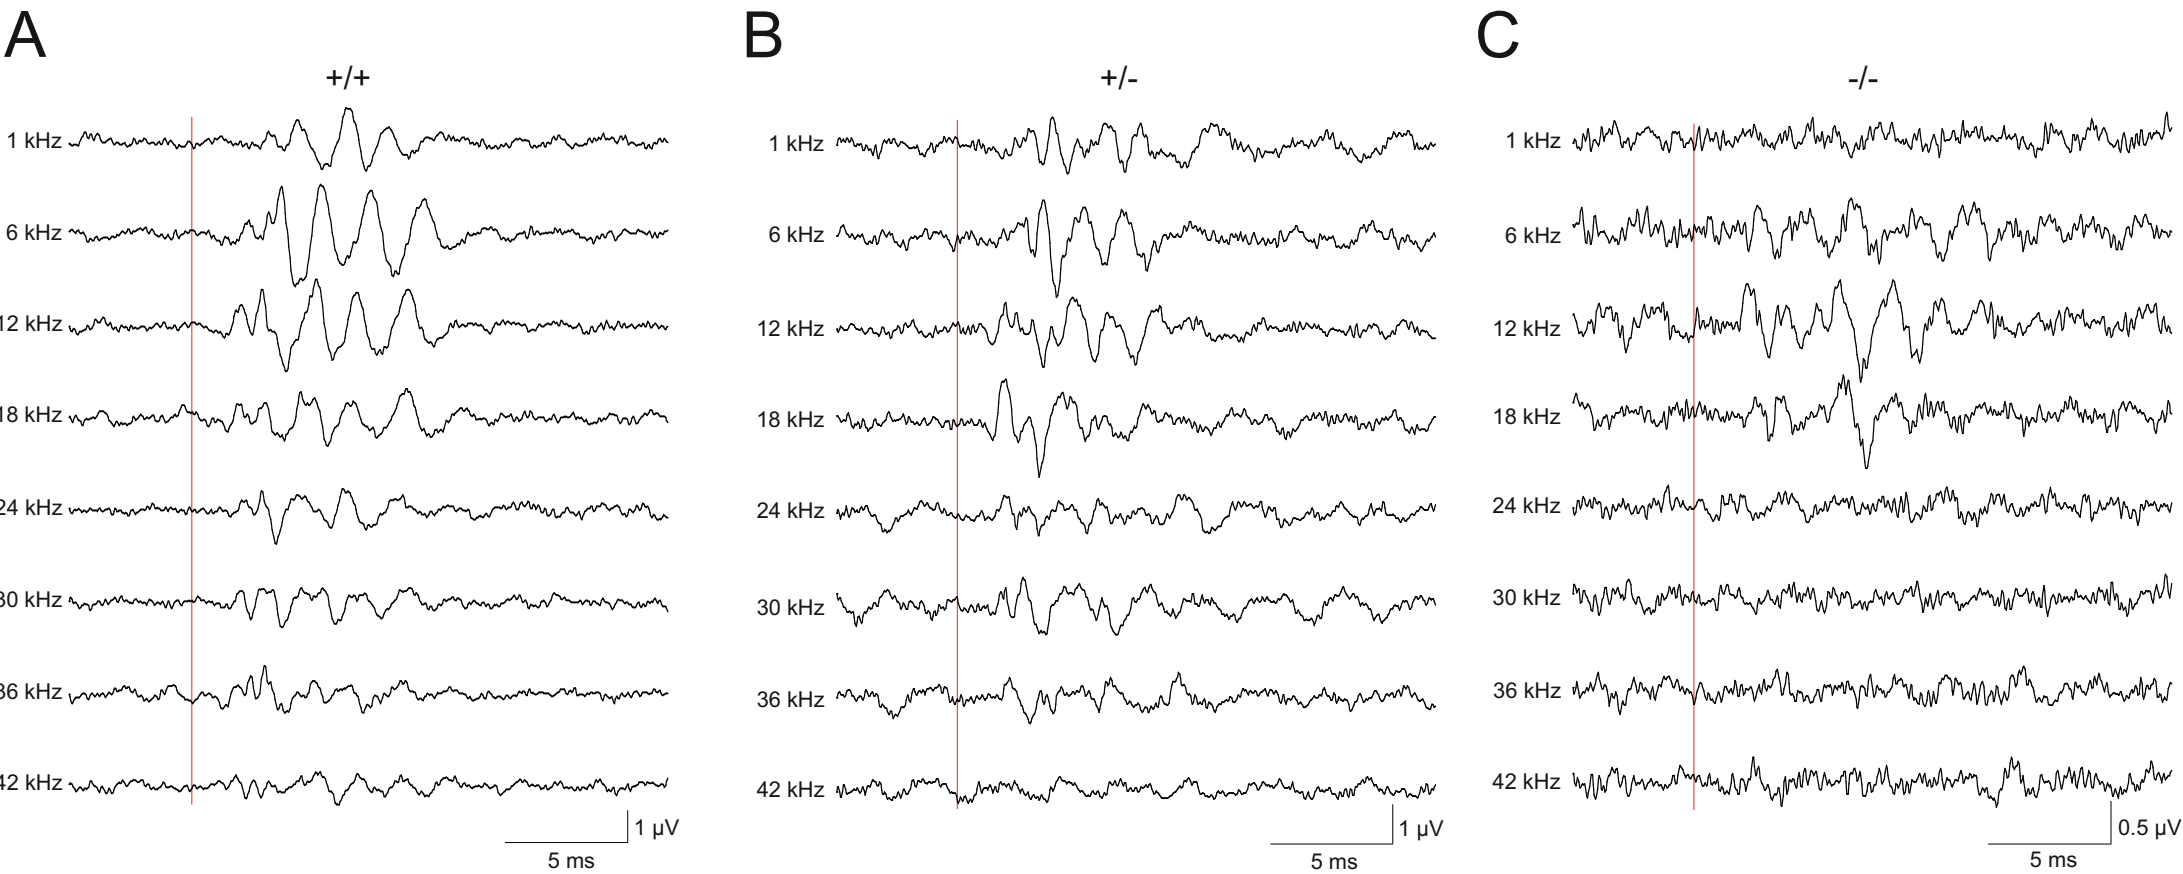 A
+/+
1 kHz
6 kHz
12 kHz
18 kHz
24 kHz
30 kHz
36 kHz
42 kHz
1 µV
5 ms
B
+/-
1 kHz
6 kHz
12 kHz
18 kHz
24 kHz
30 kHz
36 kHz
42 kHz
1 µV
5 ms
C
-/-
1 kHz
6 kHz
12 kHz
18 kHz
24 kHz
30 kHz
36 kHz
42 kHz
0.5 µV
5 ms